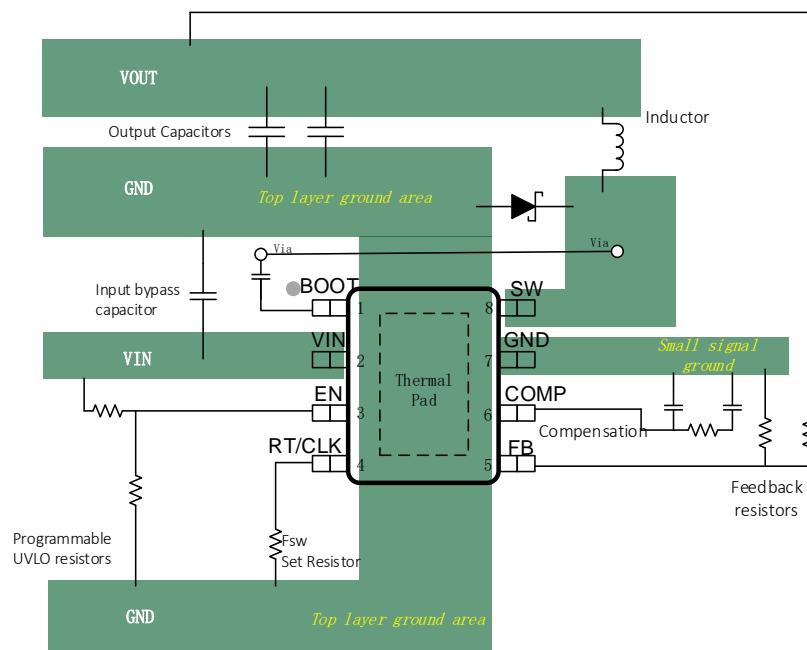 VOUT
Output Capacitors
Inductor
GND
Top layer ground area
Via
Via
BOOT
SW
Input bypass
capacitor
1
8
VIN
VIN
GND
Small signal
ground
2
7
Thermal
Pad
EN
COMP
3
6
Compensation
RT/CLK
FB
4
5
Feedback
resistors
Programmable
UVLO resistors
Fsw
Set Resistor
GND
Top layer ground area